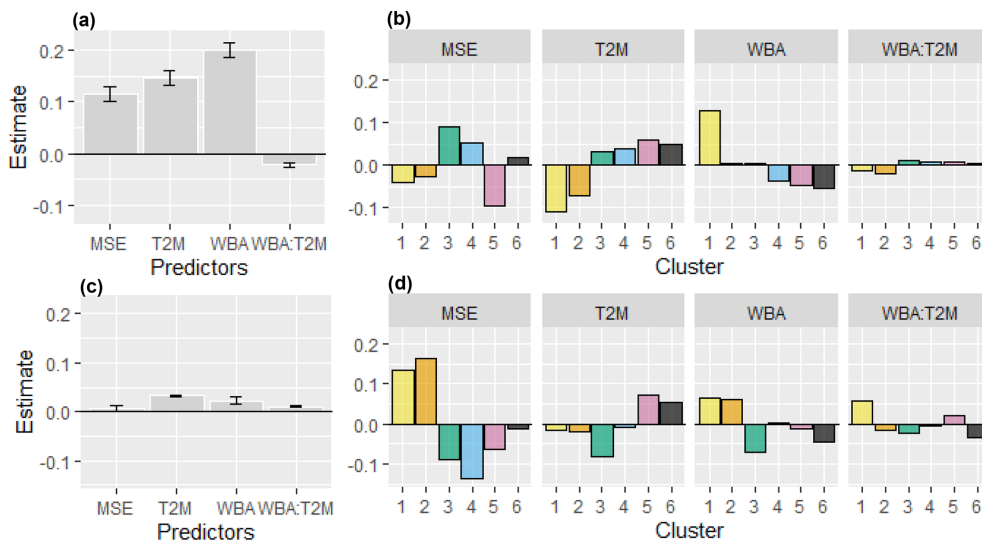 (a)
Estimate
0.2
0.1
0.0
-0.1
MSE T2M WBA WBA:T2M
Predictors
(b)
MSE T2M WBA WBA:T2M
0.2
0.1
0.0
-0.1
1 2 3 4 5 6 1 2 3 4 5 6 1 2 3 4 5 6 1 2 3 4 5 6
Cluster
(c)
Estimate
0.2
0.1
0.0
-0.1
MSE T2M WBA WBA:T2M
Predictors
(d)
MSE T2M WBA WBA:T2M
0.2
0.1
0.0
-0.1
1 2 3 4 5 6 1 2 3 4 5 6 1 2 3 4 5 6 1 2 3 4 5 6
Cluster